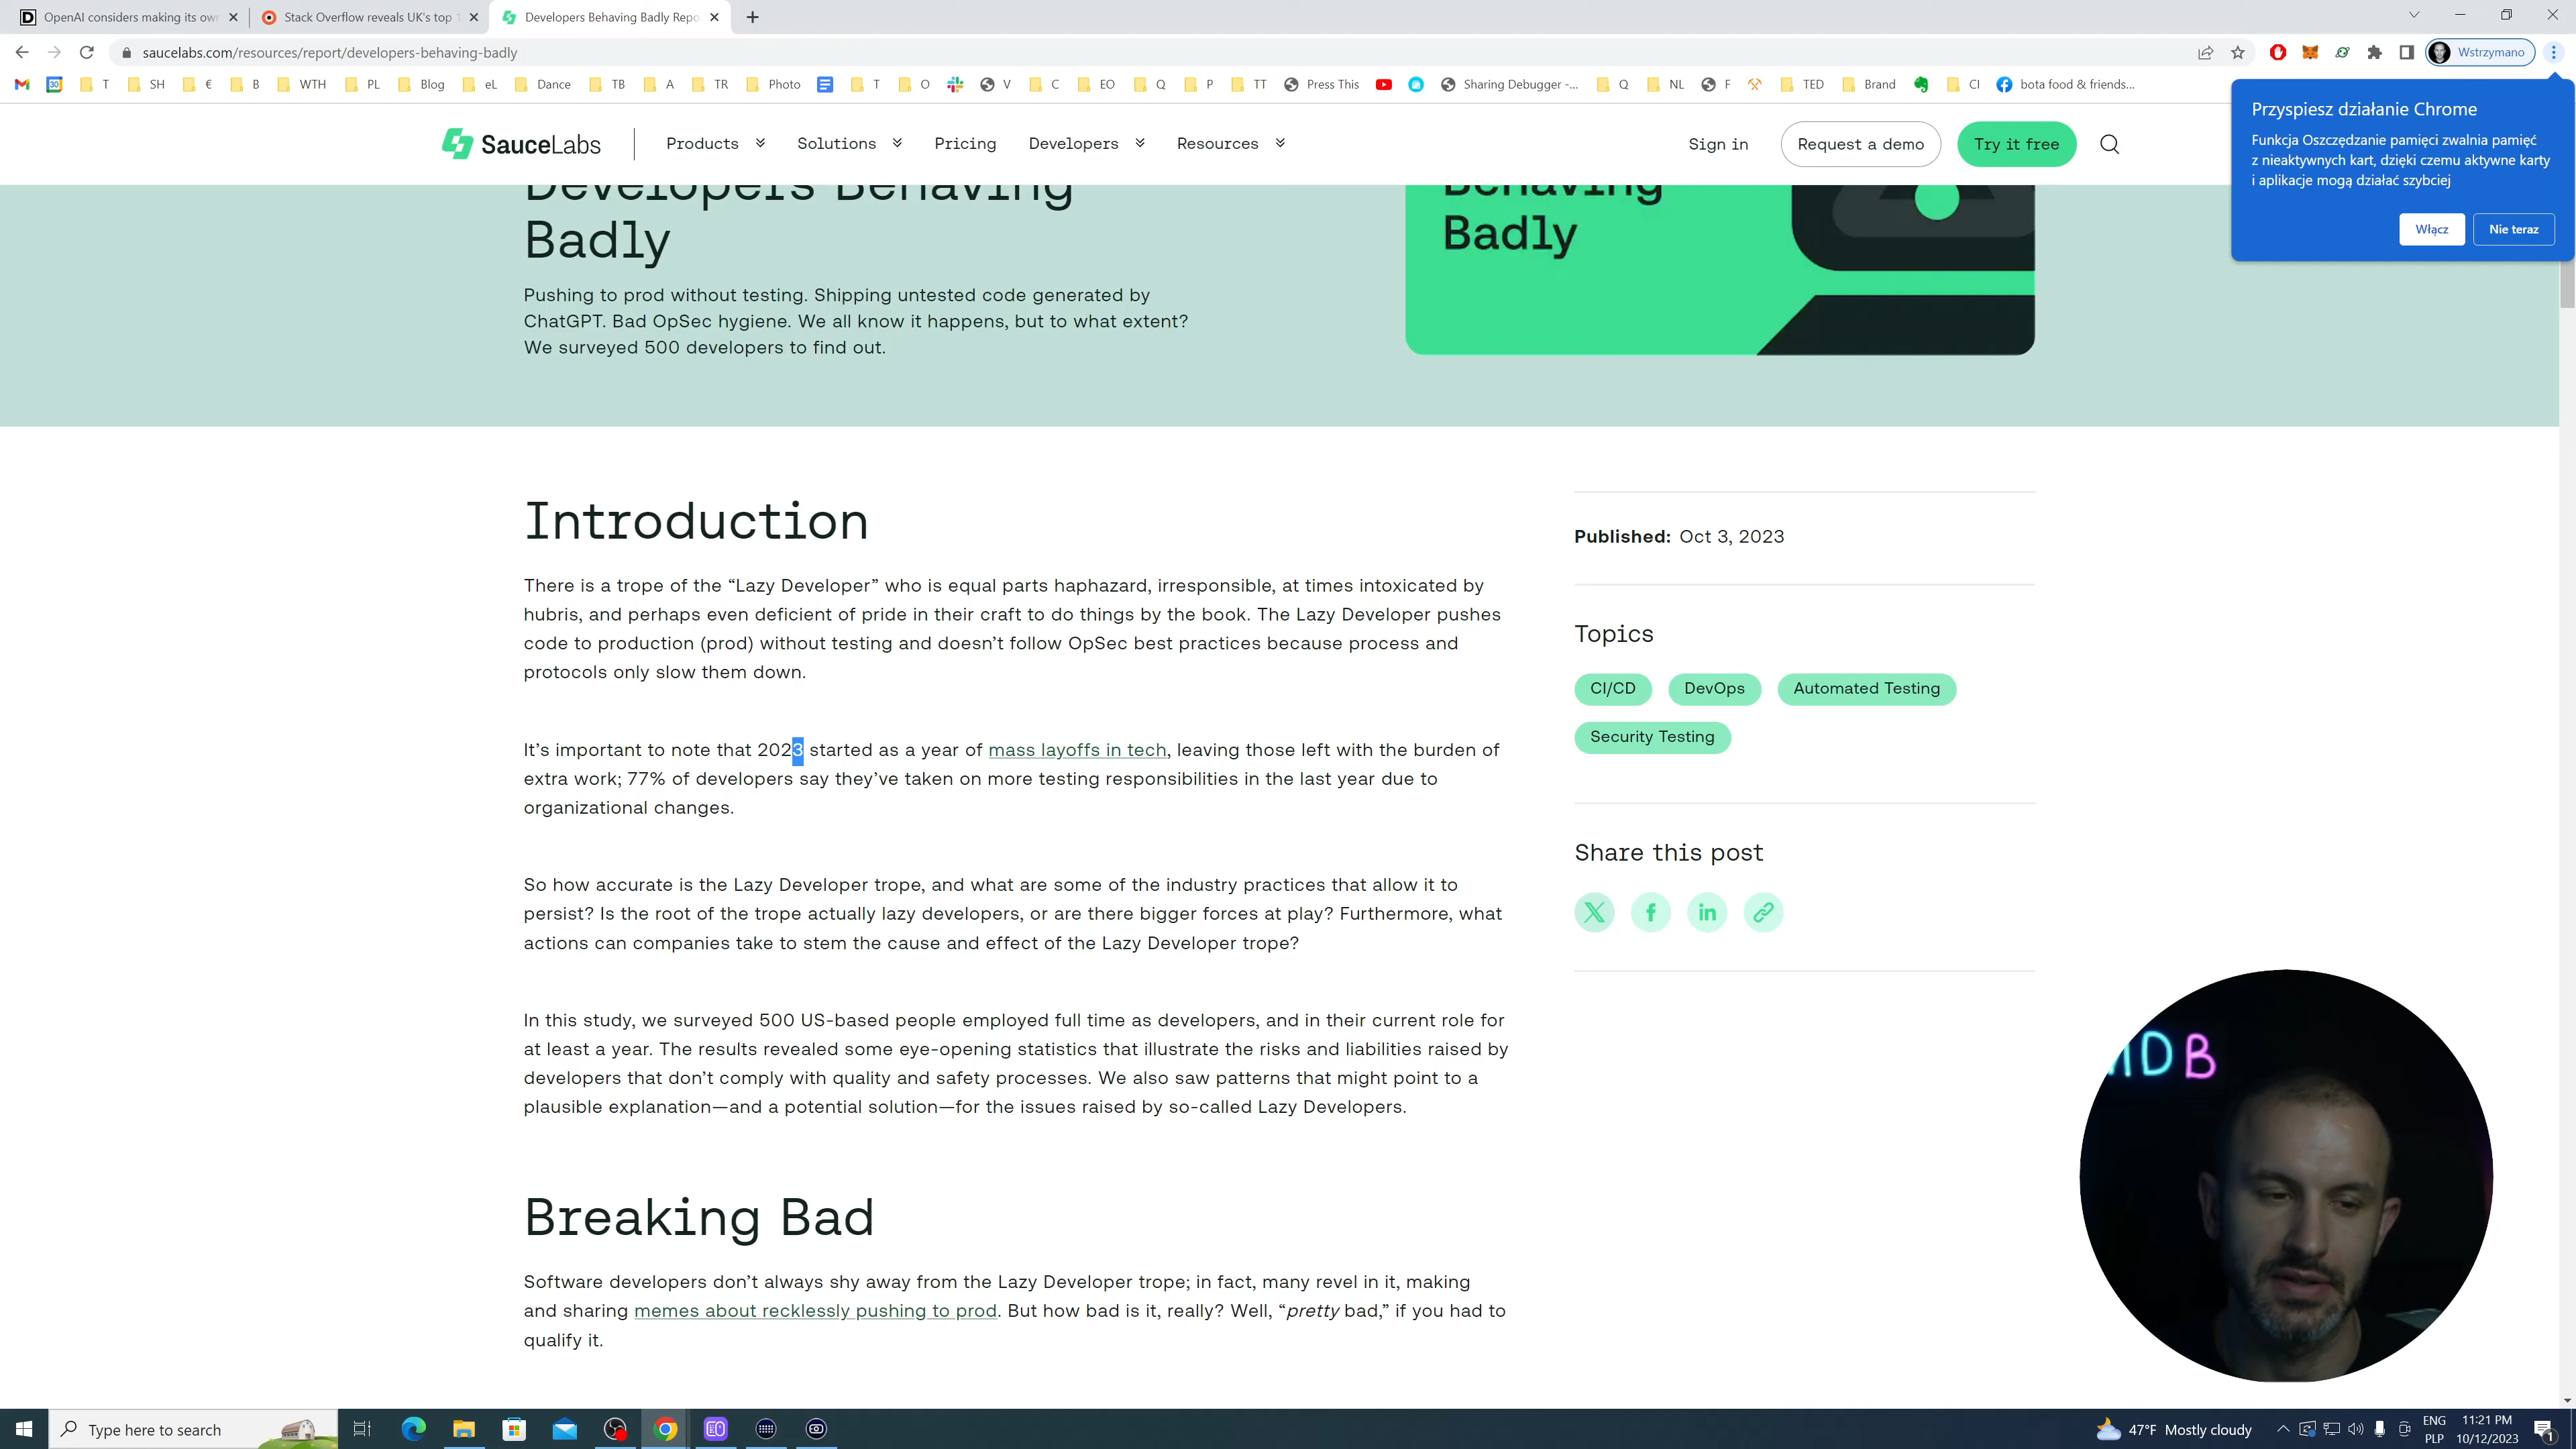 OpenAI considers making its own
Stack Overflow reveals UK's top
Developers Behaving Badly Repo
saucelabs.com/resources/report/developers-behaving-badly
Wstrzymano
T SH € B WTH PL Blog eL Dance TB A TR Photo T O V C EO Q P TT Press This Sharing Debugger -... Q NL F TED Brand CI bota food & friends...
Przyspiesz działanie Chrome
Funkcja Oszczędzanie pamięci zwalnia pamięć
z nieaktywnych kart, dzięki czemu aktywne karty
i aplikacje mogą działać szybciej
Włącz Nie teraz
SauceLabs Products Solutions Pricing Developers Resources Sign in Request a demo Try it free
Developers Behaving
Badly
Pushing to prod without testing. Shipping untested code generated by
ChatGPT. Bad OpSec hygiene. We all know it happens, but to what extent?
We surveyed 500 developers to find out.
Behaving
Badly
Introduction
There is a trope of the “Lazy Developer” who is equal parts haphazard, irresponsible, at times intoxicated by
hubris, and perhaps even deficient of pride in their craft to do things by the book. The Lazy Developer pushes
code to production (prod) without testing and doesn’t follow OpSec best practices because process and
protocols only slow them down.
It’s important to note that 2023 started as a year of mass layoffs in tech, leaving those left with the burden of
extra work; 77% of developers say they’ve taken on more testing responsibilities in the last year due to
organizational changes.
So how accurate is the Lazy Developer trope, and what are some of the industry practices that allow it to
persist? Is the root of the trope actually lazy developers, or are there bigger forces at play? Furthermore, what
actions can companies take to stem the cause and effect of the Lazy Developer trope?
In this study, we surveyed 500 US-based people employed full time as developers, and in their current role for
at least a year. The results revealed some eye-opening statistics that illustrate the risks and liabilities raised by
developers that don’t comply with quality and safety processes. We also saw patterns that might point to a
plausible explanation—and a potential solution—for the issues raised by so-called Lazy Developers.
Breaking Bad
Software developers don’t always shy away from the Lazy Developer trope; in fact, many revel in it, making
and sharing memes about recklessly pushing to prod. But how bad is it, really? Well, “pretty bad,” if you had to
qualify it.
Published: Oct 3, 2023
Topics
CI/CD DevOps Automated Testing
Security Testing
Share this post
DB
Type here to search
47°F Mostly cloudy
ENG
PLP
11:21 PM
10/12/2023
1